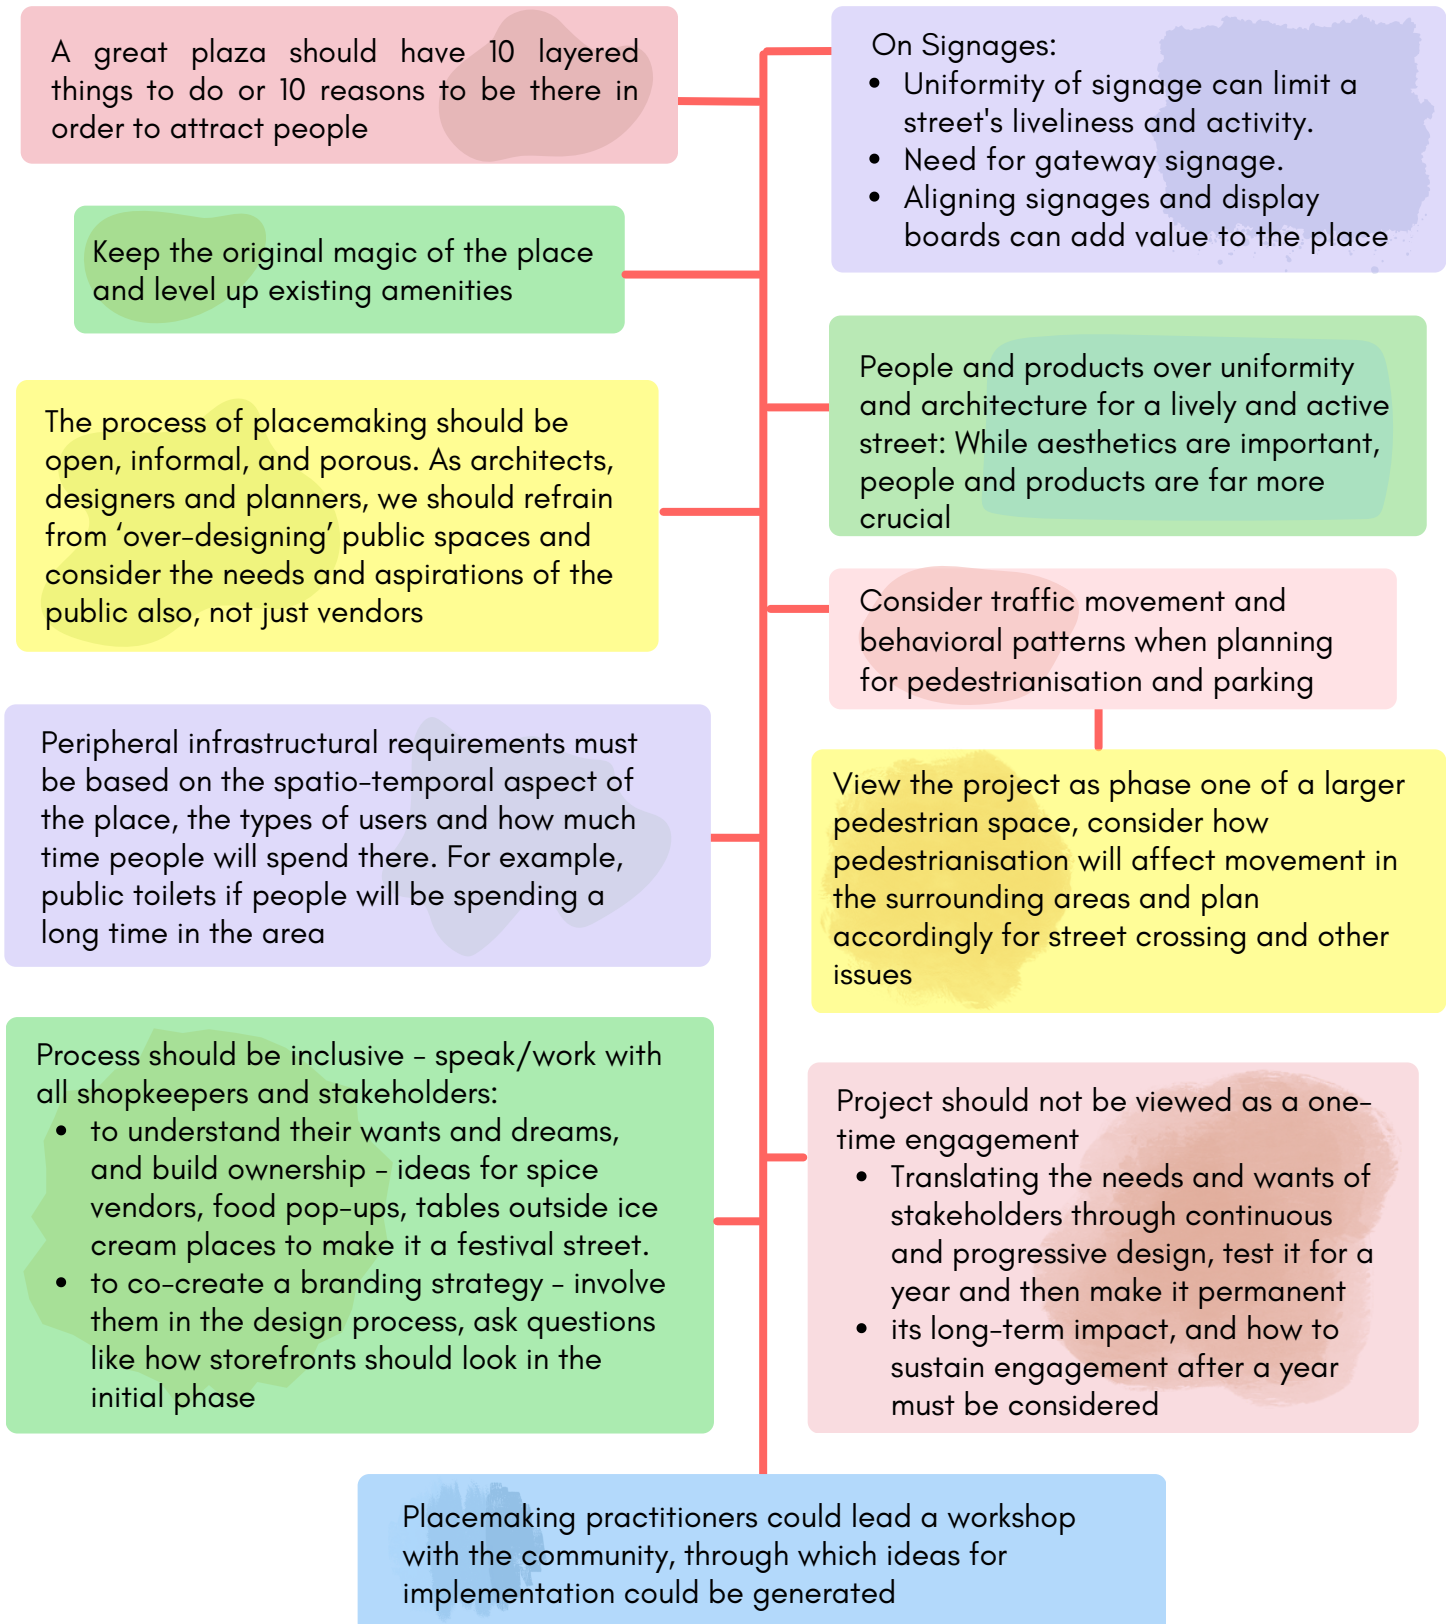 A great plaza should have 10 layered
things to do or 10 reasons to be there in
order to attract people
Keep the original magic of the place
and level up existing amenities
The process of placemaking should be
open, informal, and porous. As architects,
designers and planners, we should refrain
from ‘over-designing’ public spaces and
consider the needs and aspirations of the
public also, not just vendors
Peripheral infrastructural requirements must
be based on the spatio-temporal aspect of
the place, the types of users and how much
time people will spend there. For example,
public toilets if people will be spending a
long time in the area
Process should be inclusive - speak/work with
all shopkeepers and stakeholders:
• to understand their wants and dreams,
and build ownership - ideas for spice
vendors, food pop-ups, tables outside ice
cream places to make it a festival street.
• to co-create a branding strategy - involve
them in the design process, ask questions
like how storefronts should look in the
initial phase
On Signages:
• Uniformity of signage can limit a
street's liveliness and activity.
• Need for gateway signage.
• Aligning signages and display
boards can add value to the place
People and products over uniformity
and architecture for a lively and active
street: While aesthetics are important,
people and products are far more
crucial
Consider traffic movement and
behavioral patterns when planning
for pedestrianisation and parking
View the project as phase one of a larger
pedestrian space, consider how
pedestrianisation will affect movement in
the surrounding areas and plan
accordingly for street crossing and other
issues
Project should not be viewed as a one-
time engagement
• Translating the needs and wants of
stakeholders through continuous
and progressive design, test it for a
year and then make it permanent
• its long-term impact, and how to
sustain engagement after a year
must be considered
Placemaking practitioners could lead a workshop
with the community, through which ideas for
implementation could be generated